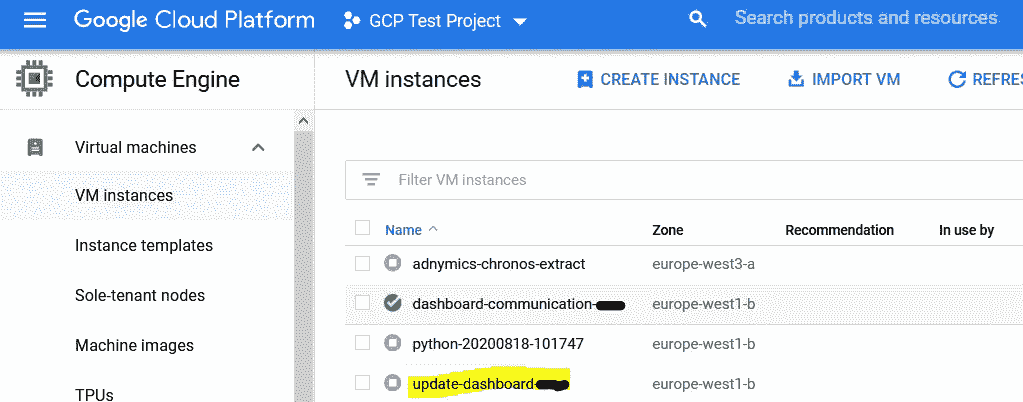 Google Cloud Platform GCP Test Project Search products and resources
Compute Engine VM instances CREATE INSTANCE IMPORT VM REFRES
Virtual machines
VM instances
Filter VM instances
Instance templates
Name Zone Recommendation In use by
adnymics-chronos-extract europe-west3-a
Sole-tenant nodes
dashboard-communication- europe-west1-b
Machine images
python-20200818-101747 europe-west1-b
update-dashboard- europe-west1-b
TPUs